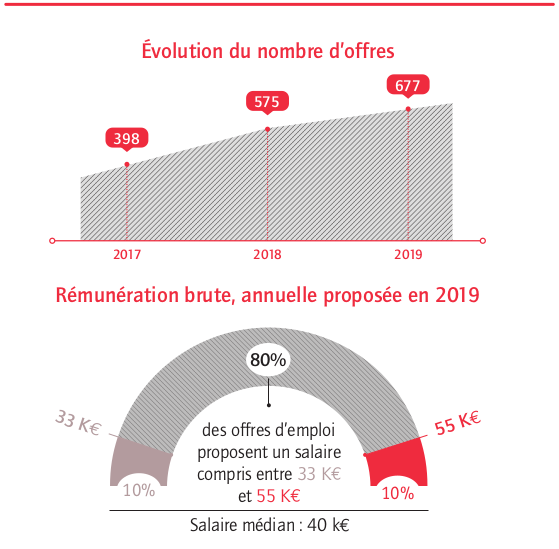 Évolution du nombre d'offres
677
575
398
2017 2018 2019
Rémunération brute, annuelle proposée en 2019
80%
33 K€
55 K€
des offres d'emploi
proposent un salaire
compris entre 33 K€
et 55 K€
10%
10%
Salaire médian : 40 k€